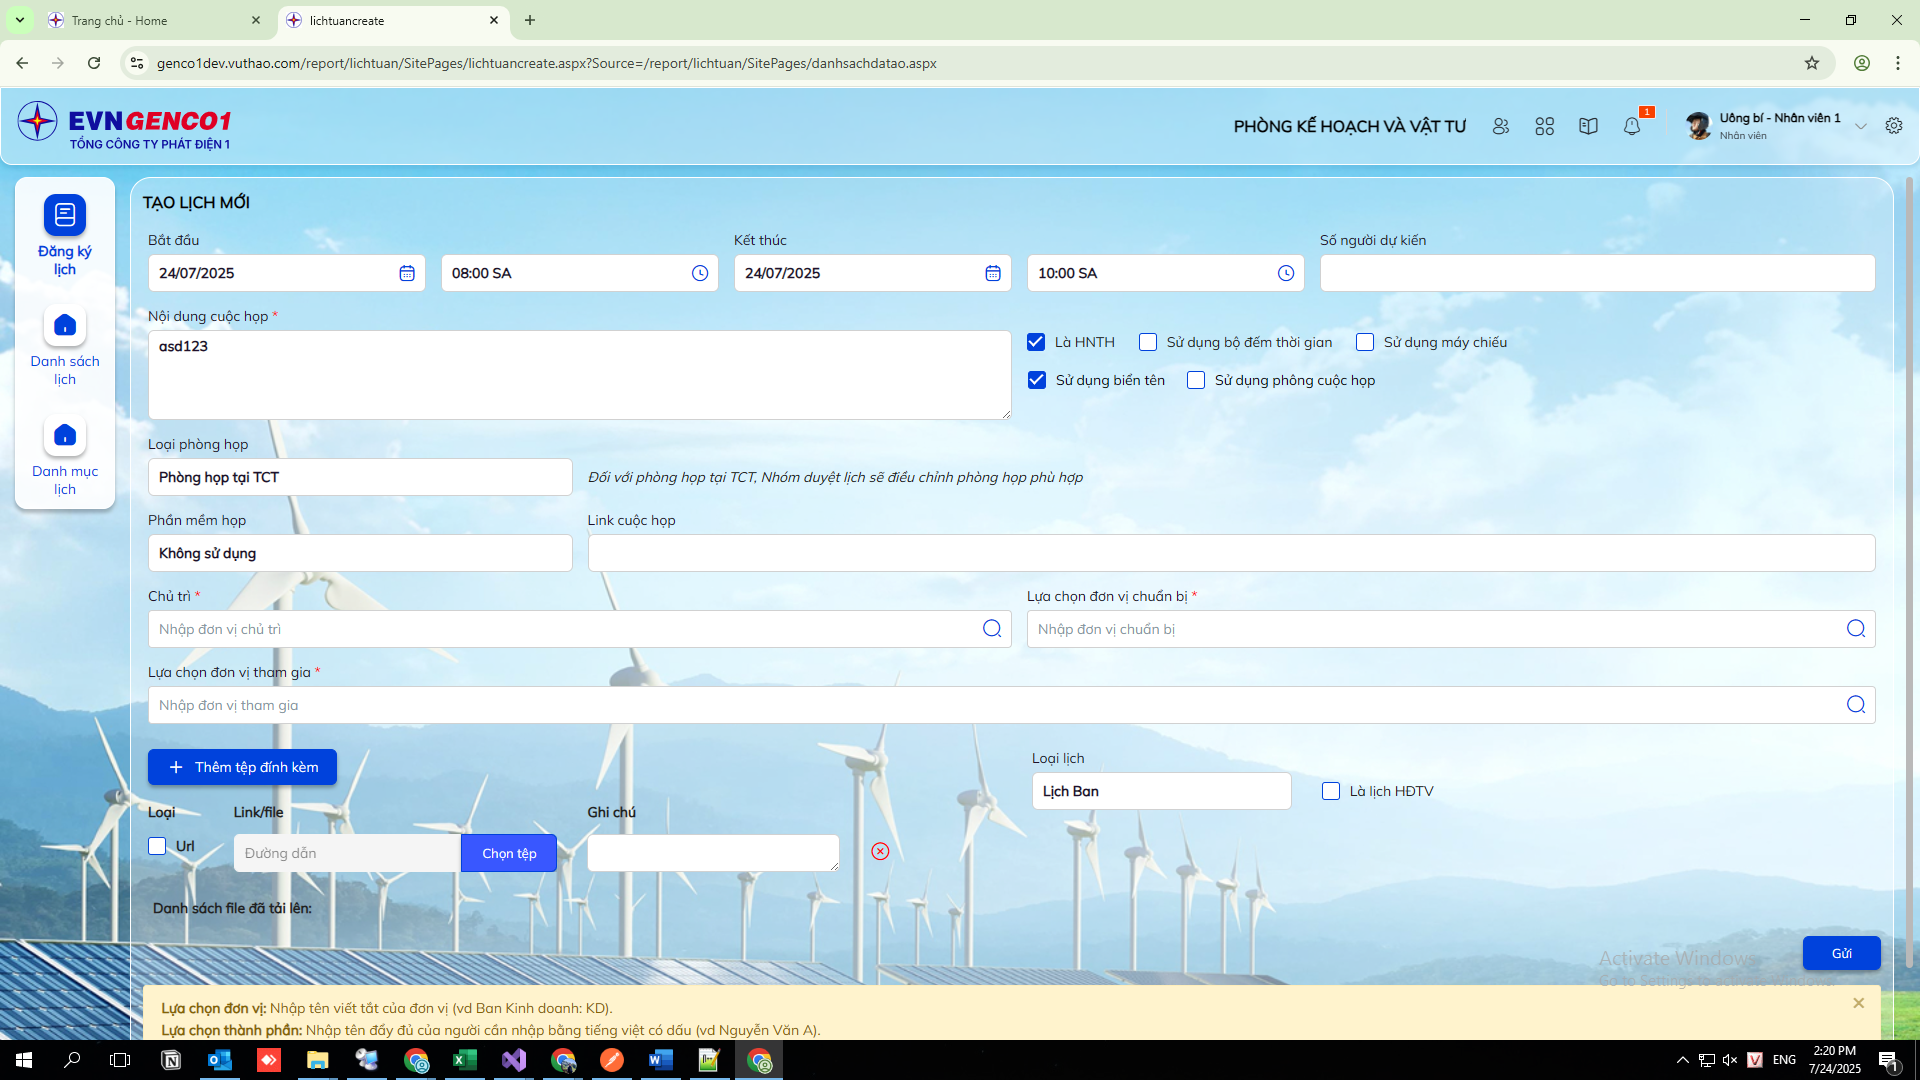 Trang chủ - Home
lichtuancreate
genco1dev.vuthao.com/report/lichtuan/SitePages/lichtuancreate.aspx?Source=/report/lichtuan/SitePages/danhsachdatao.aspx
EVNGENCO1
TỔNG CÔNG TY PHÁT ĐIỆN 1
PHÒNG KẾ HOẠCH VÀ VẬT TƯ
1
Uông bí - Nhân viên 1
Nhân viên
Đăng ký
lịch
Danh sách
lịch
Danh mục
lịch
TẠO LỊCH MỚI
Bắt đầu
Kết thúc
Số người dự kiến
24/07/2025
08:00 SA
24/07/2025
10:00 SA
Nội dung cuộc họp *
asd123
Là HNTH
Sử dụng bộ đếm thời gian
Sử dụng máy chiếu
Sử dụng biển tên
Sử dụng phông cuộc họp
Loại phòng họp
Phòng họp tại TCT
Đối với phòng họp tại TCT, Nhóm duyệt lịch sẽ điều chỉnh phòng họp phù hợp
Phần mềm họp
Link cuộc họp
Không sử dụng
Chủ trì *
Lựa chọn đơn vị chuẩn bị *
Nhập đơn vị chủ trì
Nhập đơn vị chuẩn bị
Lựa chọn đơn vị tham gia *
Nhập đơn vị tham gia
Thêm tệp đính kèm
Loại lịch
Lịch Ban
Là lịch HĐTV
Loại
Link/file
Ghi chú
Url
Đường dẫn
Chọn tệp
Danh sách file đã tải lên:
Activate Windows
Go to Settings to activate Windows.
Gửi
Lựa chọn đơn vị: Nhập tên viết tắt của đơn vị (vd Ban Kinh doanh: KD).
Lựa chọn thành phần: Nhập tên đầy đủ của người cần nhập bằng tiếng việt có dấu (vd Nguyễn Văn A).
ENG
2:20 PM
7/24/2025
1